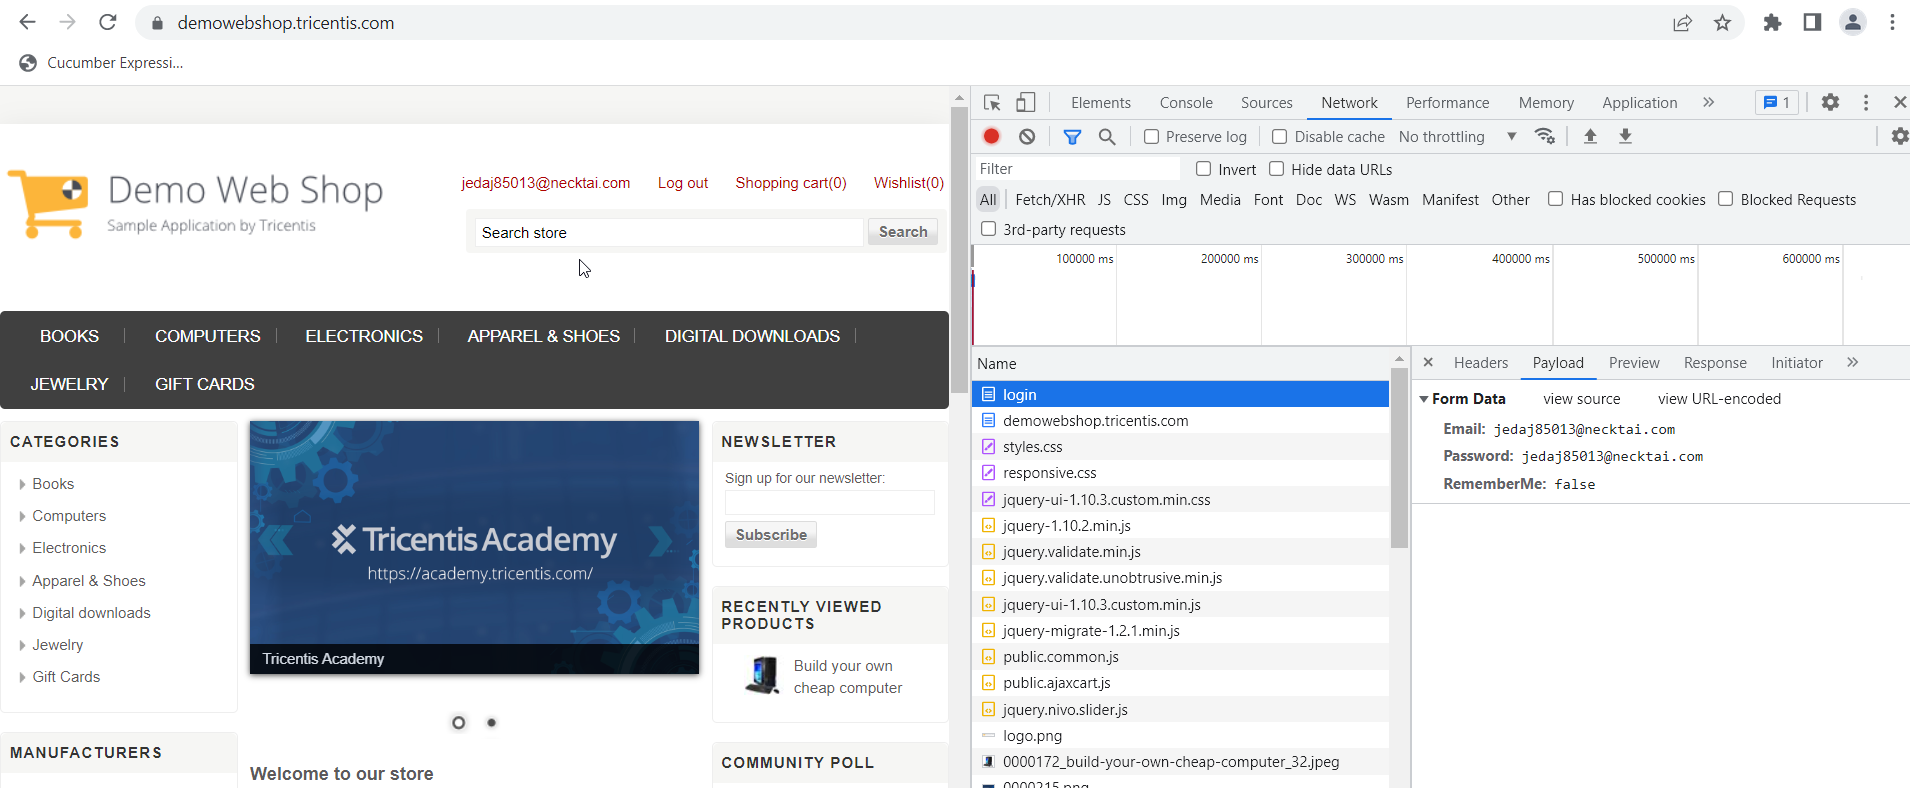 demowebshop.tricentis.com
Cucumber Expressi...
Demo Web Shop
Sample Application by Tricentis
jedaj85013@necktai.com Log out Shopping cart(0) Wishlist(0)
Search store Search
BOOKS COMPUTERS ELECTRONICS APPAREL & SHOES DIGITAL DOWNLOADS
JEWELRY GIFT CARDS
CATEGORIES
Books
Computers
Electronics
Apparel & Shoes
Digital downloads
Jewelry
Gift Cards
MANUFACTURERS
Tricentis Academy
https://academy.tricentis.com/
Tricentis Academy
Welcome to our store
NEWSLETTER
Sign up for our newsletter:
Subscribe
RECENTLY VIEWED
PRODUCTS
Build your own
cheap computer
COMMUNITY POLL
Elements Console Sources Network Performance Memory Application 1
Preserve log Disable cache No throttling
Filter Invert Hide data URLs
All Fetch/XHR JS CSS Img Media Font Doc WS Wasm Manifest Other Has blocked cookies Blocked Requests
3rd-party requests
100000 ms 200000 ms 300000 ms 400000 ms 500000 ms 600000 ms
Name
login
demowebshop.tricentis.com
styles.css
responsive.css
jquery-ui-1.10.3.custom.min.css
jquery-1.10.2.min.js
jquery.validate.min.js
jquery.validate.unobtrusive.min.js
jquery-ui-1.10.3.custom.min.js
jquery-migrate-1.2.1.min.js
public.common.js
public.ajaxcart.js
jquery.nivo.slider.js
logo.png
0000172_build-your-own-cheap-computer_32.jpeg
0000215.png
Headers Payload Preview Response Initiator
Form Data view source view URL-encoded
Email: jedaj85013@necktai.com
Password: jedaj85013@necktai.com
RememberMe: false